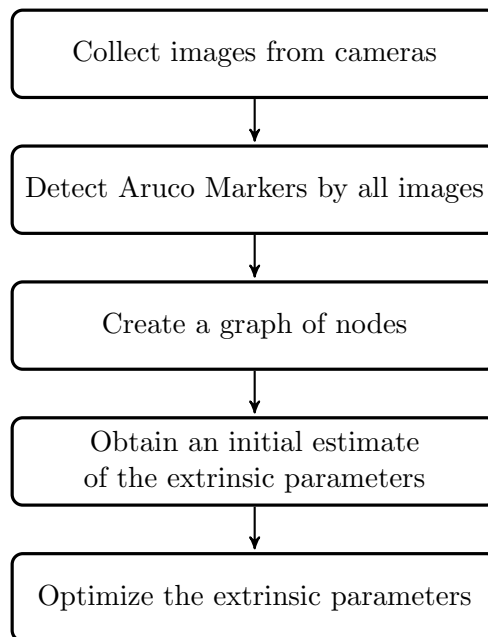 Collect images from cameras
Detect Aruco Markers by all images
Create a graph of nodes
Obtain an initial estimate
of the extrinsic parameters
Optimize the extrinsic parameters